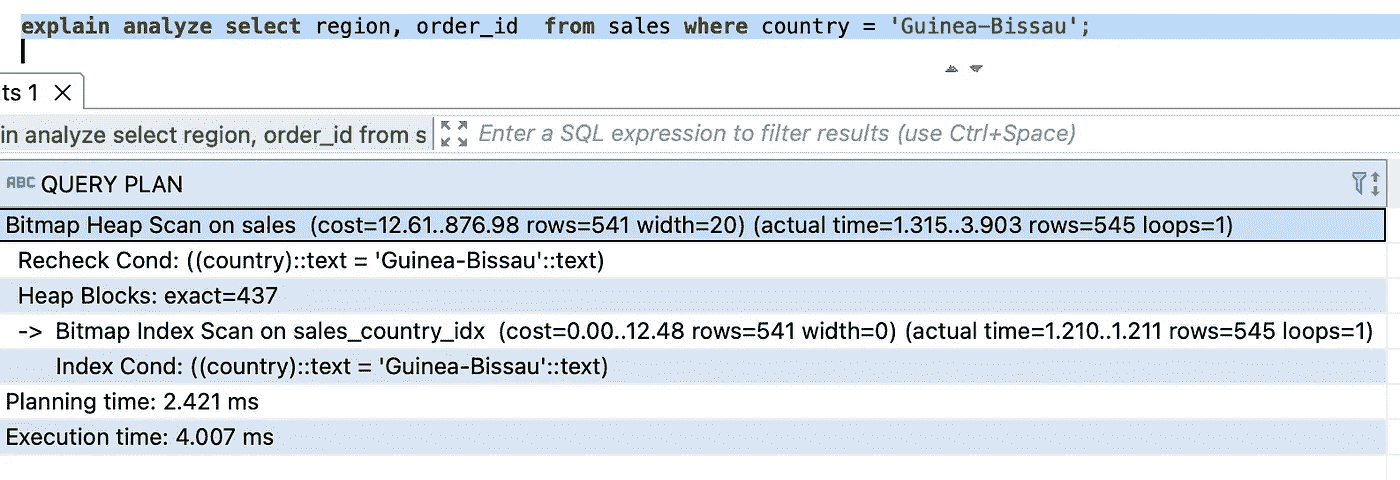 explain analyze select region, order_id  from sales where country = 'Guinea-Bissau';
ts 1
in analyze select region, order_id from s Enter a SQL expression to filter results (use Ctrl+Space)
ABC QUERY PLAN
Bitmap Heap Scan on sales  (cost=12.61..876.98 rows=541 width=20) (actual time=1.315..3.903 rows=545 loops=1)
Recheck Cond: ((country)::text = 'Guinea-Bissau'::text)
Heap Blocks: exact=437
->  Bitmap Index Scan on sales_country_idx  (cost=0.00..12.48 rows=541 width=0) (actual time=1.210..1.211 rows=545 loops=1)
Index Cond: ((country)::text = 'Guinea-Bissau'::text)
Planning time: 2.421 ms
Execution time: 4.007 ms